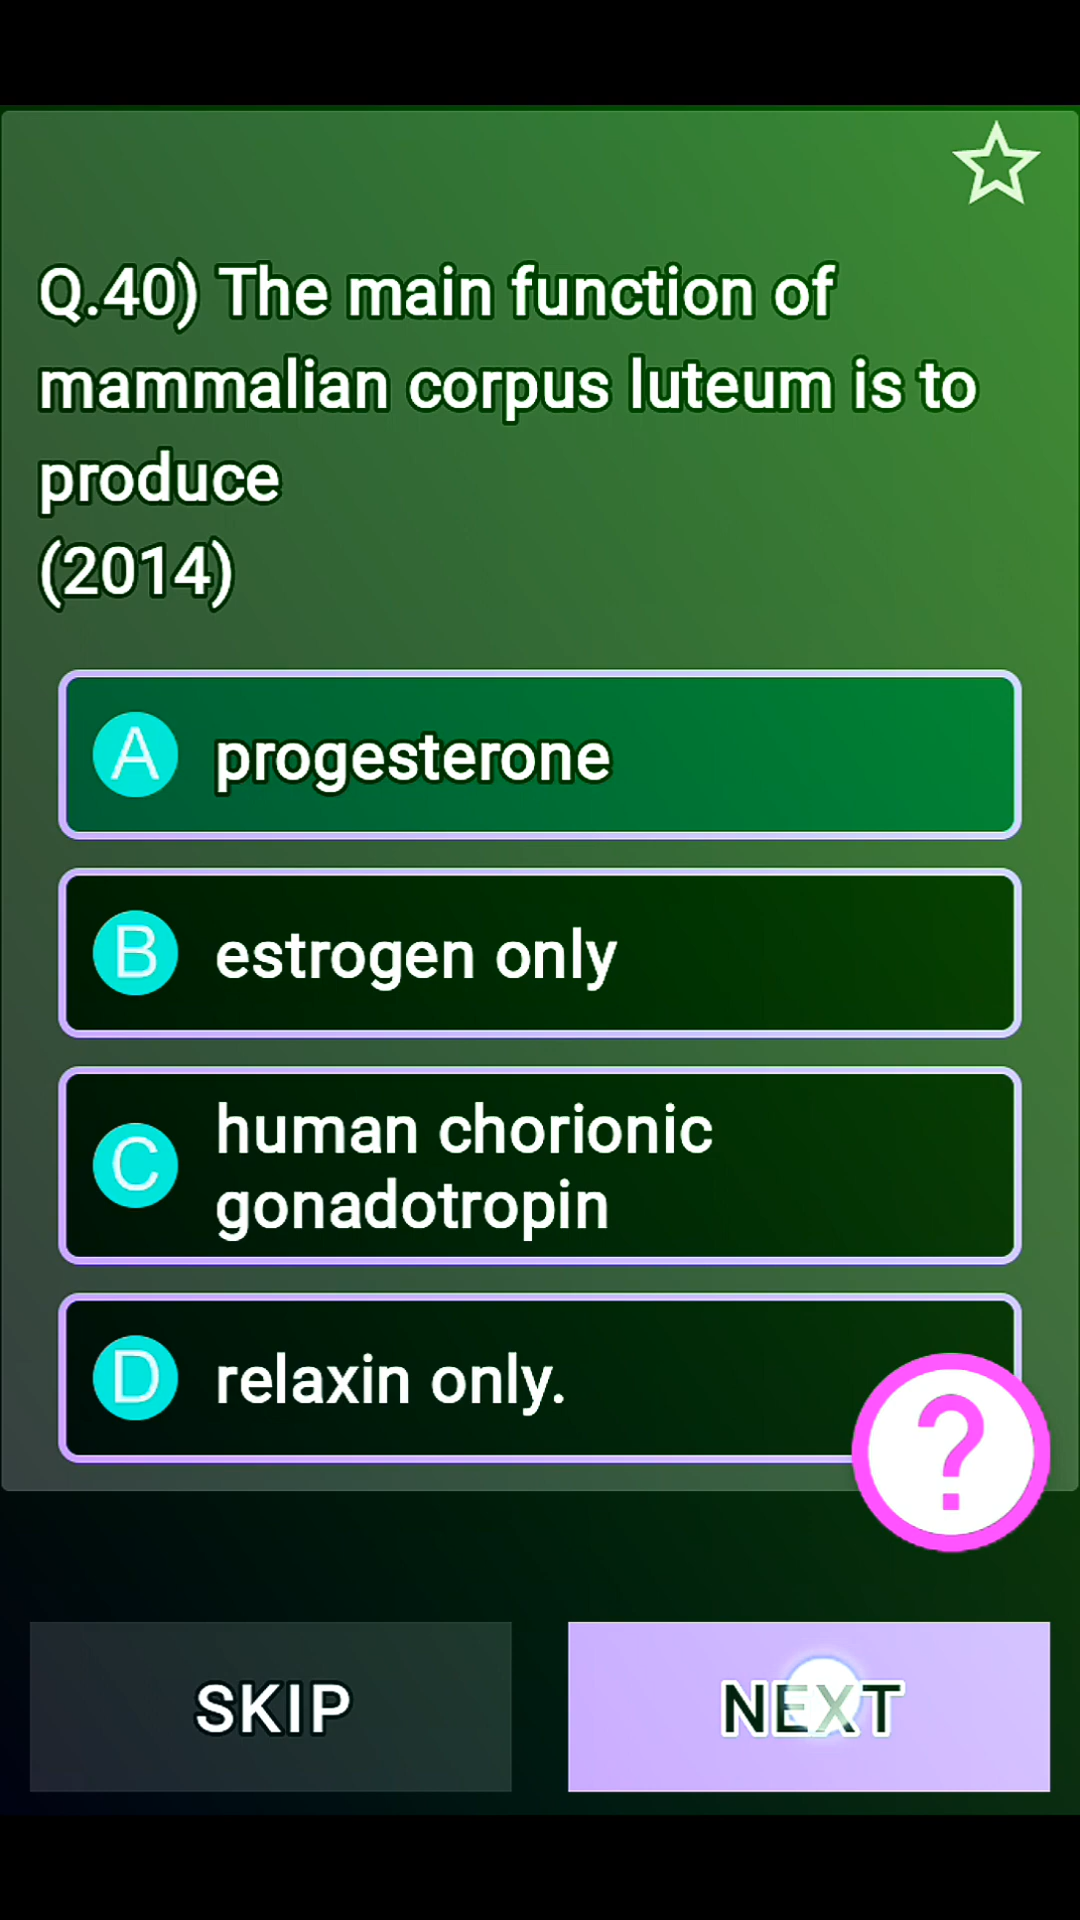 Q.40) The main function of
mammalian corpus luteum is to
produce
(2014)
A progesterone
B estrogen only
C human chorionic
gonadotropin
D relaxin only.
?
SKIP NEXT